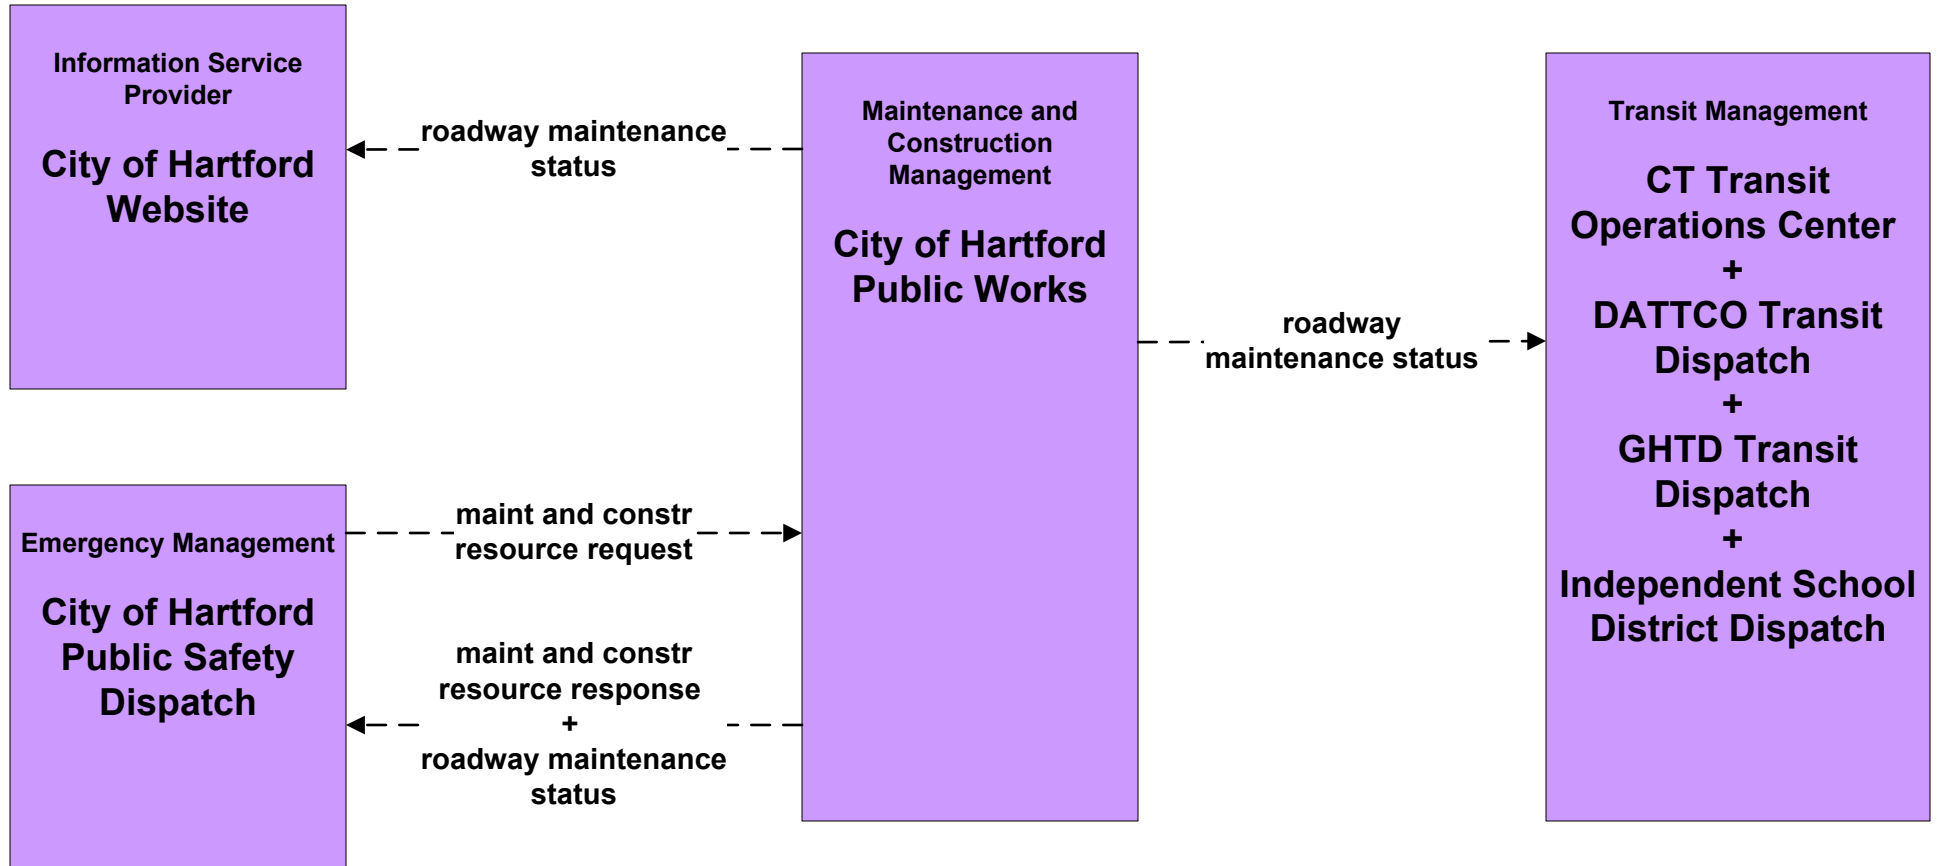 Information Service
Provider
City of Hartford
Website
roadway maintenance
status
Maintenance and
Construction
Management
City of Hartford
Public Works
Transit Management
CT Transit
Operations Center
+
DATTCO Transit
Dispatch
+
GHTD Transit
Dispatch
+
Independent School
District Dispatch
roadway
maintenance status
Emergency Management
City of Hartford
Public Safety
Dispatch
maint and constr
resource request
maint and constr
resource response
+
roadway maintenance
status